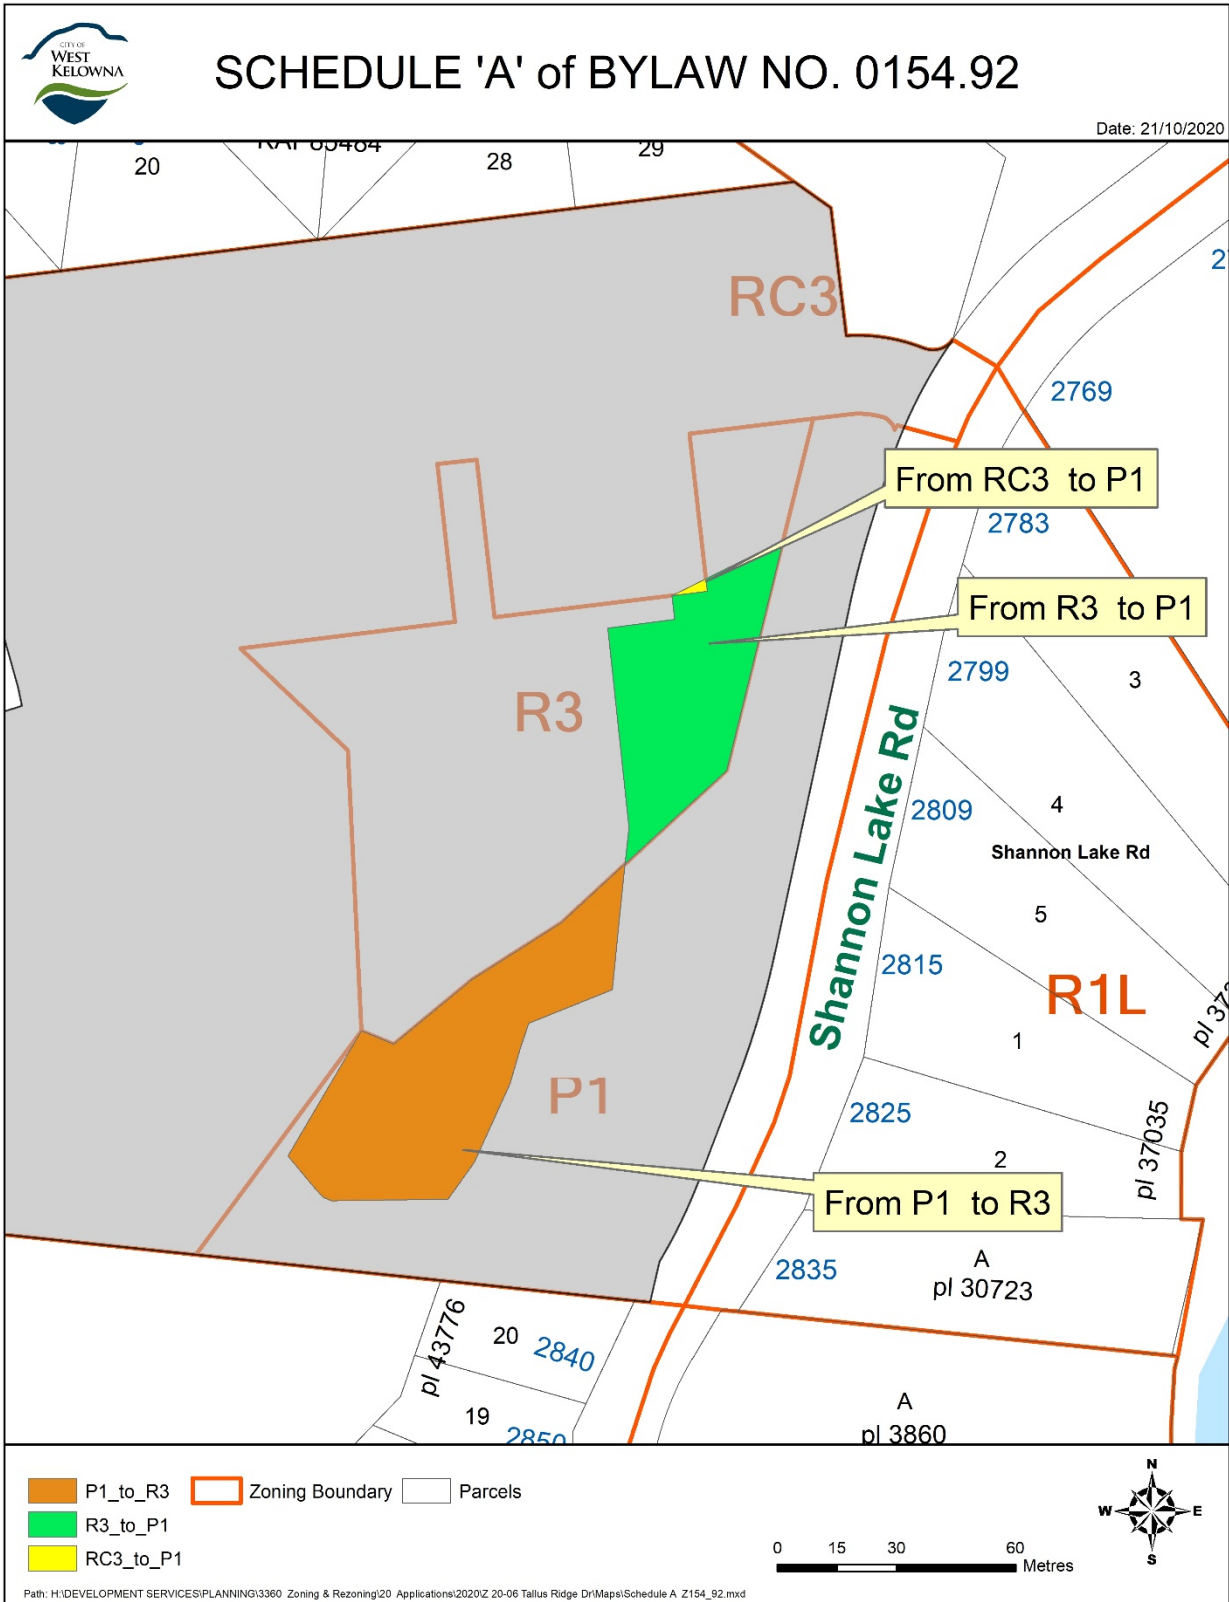 CITY OF
WEST
KELOWNA
SCHEDULE 'A' of BYLAW NO. 0154.92
Date: 21/10/2020
20
KAP 85484
28
29
RC3
2769
From RC3 to P1
2783
From R3 to P1
2799
3
R3
Shannon Lake Rd
2809
4
Shannon Lake Rd
5
2815
R1L
1
P1
2825
pl 37035
2
From P1 to R3
2835
A
pl 30723
pl 43776
20
2840
19
2850
A
pl 3860
P1_to_R3
Zoning Boundary
Parcels
R3_to_P1
RC3_to_P1
N
W
E
S
0 15 30 60
Metres
Path: H:\DEVELOPMENT SERVICES\PLANNING\3360 Zoning & Rezoning\20 Applications\2020\Z 20-06 Tallus Ridge Dr\Maps\Schedule A Z154_92.mxd